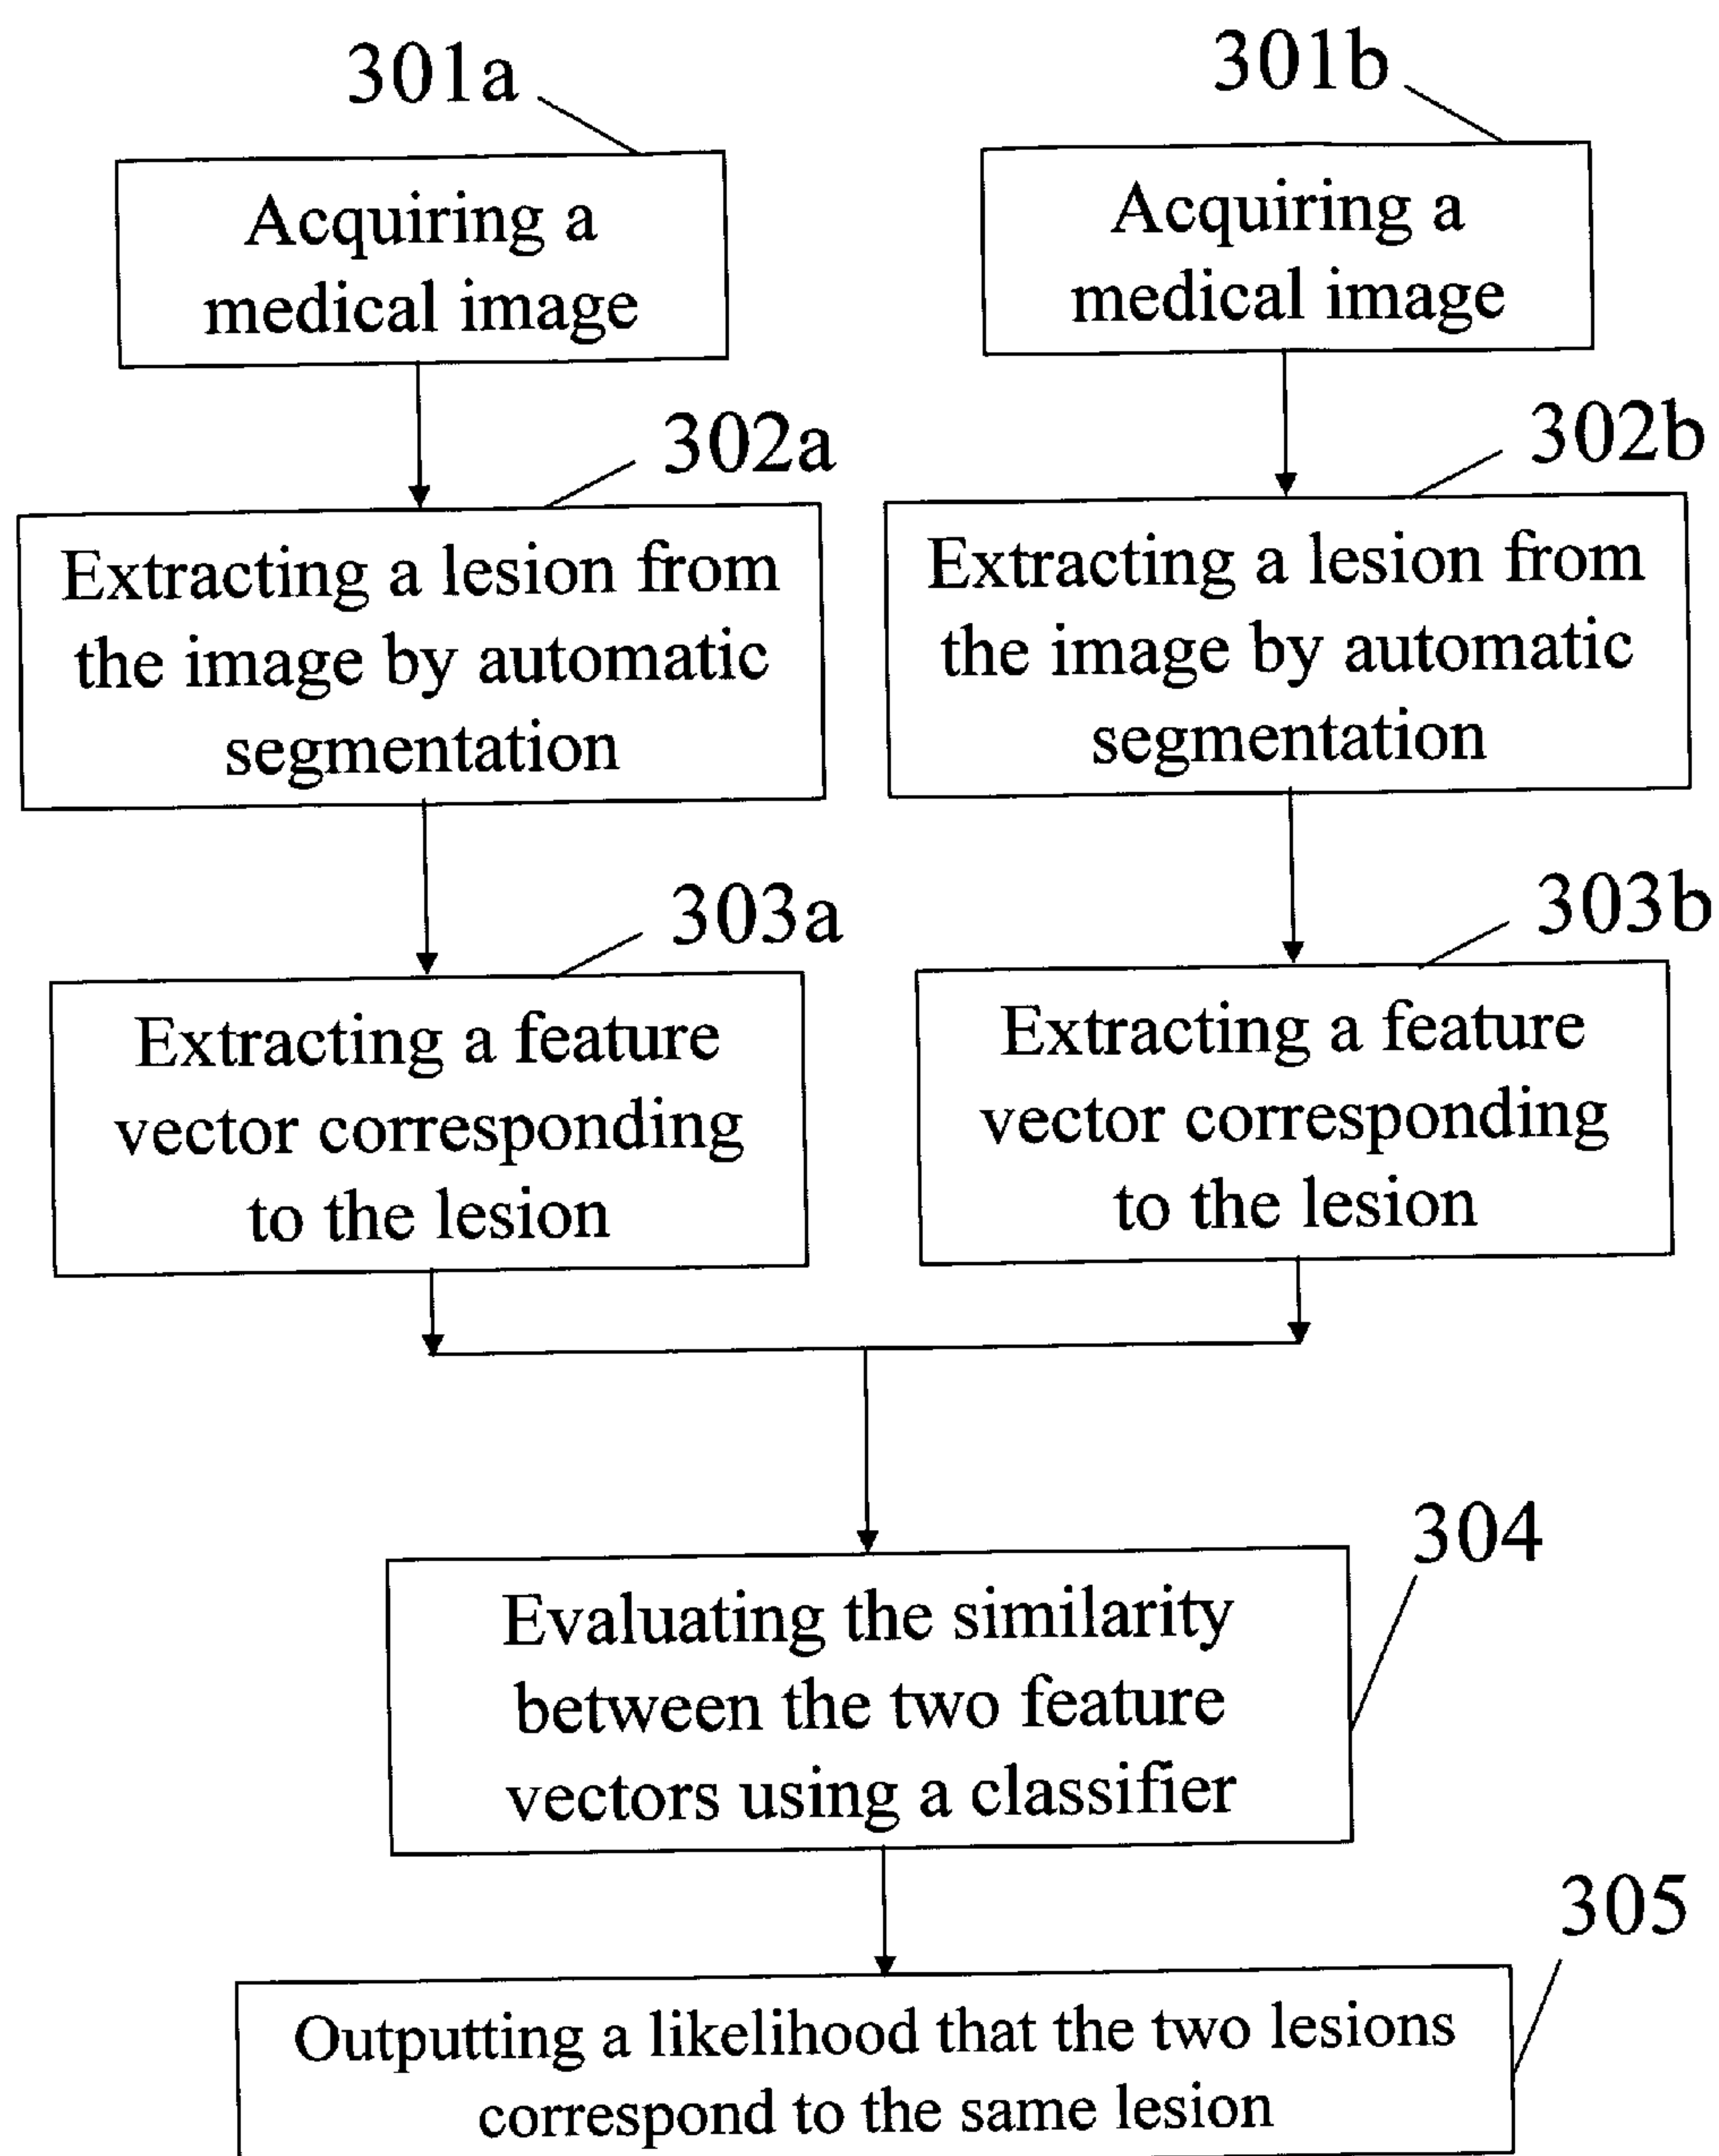 301a
Acquiring a
medical image
302a
Extracting a lesion from
the image by automatic
segmentation
303a
Extracting a feature
vector corresponding
to the lesion
301b
Acquiring a
medical image
302b
Extracting a lesion from
the image by automatic
segmentation
303b
Extracting a feature
vector corresponding
to the lesion
304
Evaluating the similarity
between the two feature
vectors using a classifier
305
Outputting a likelihood that the two lesions
correspond to the same lesion